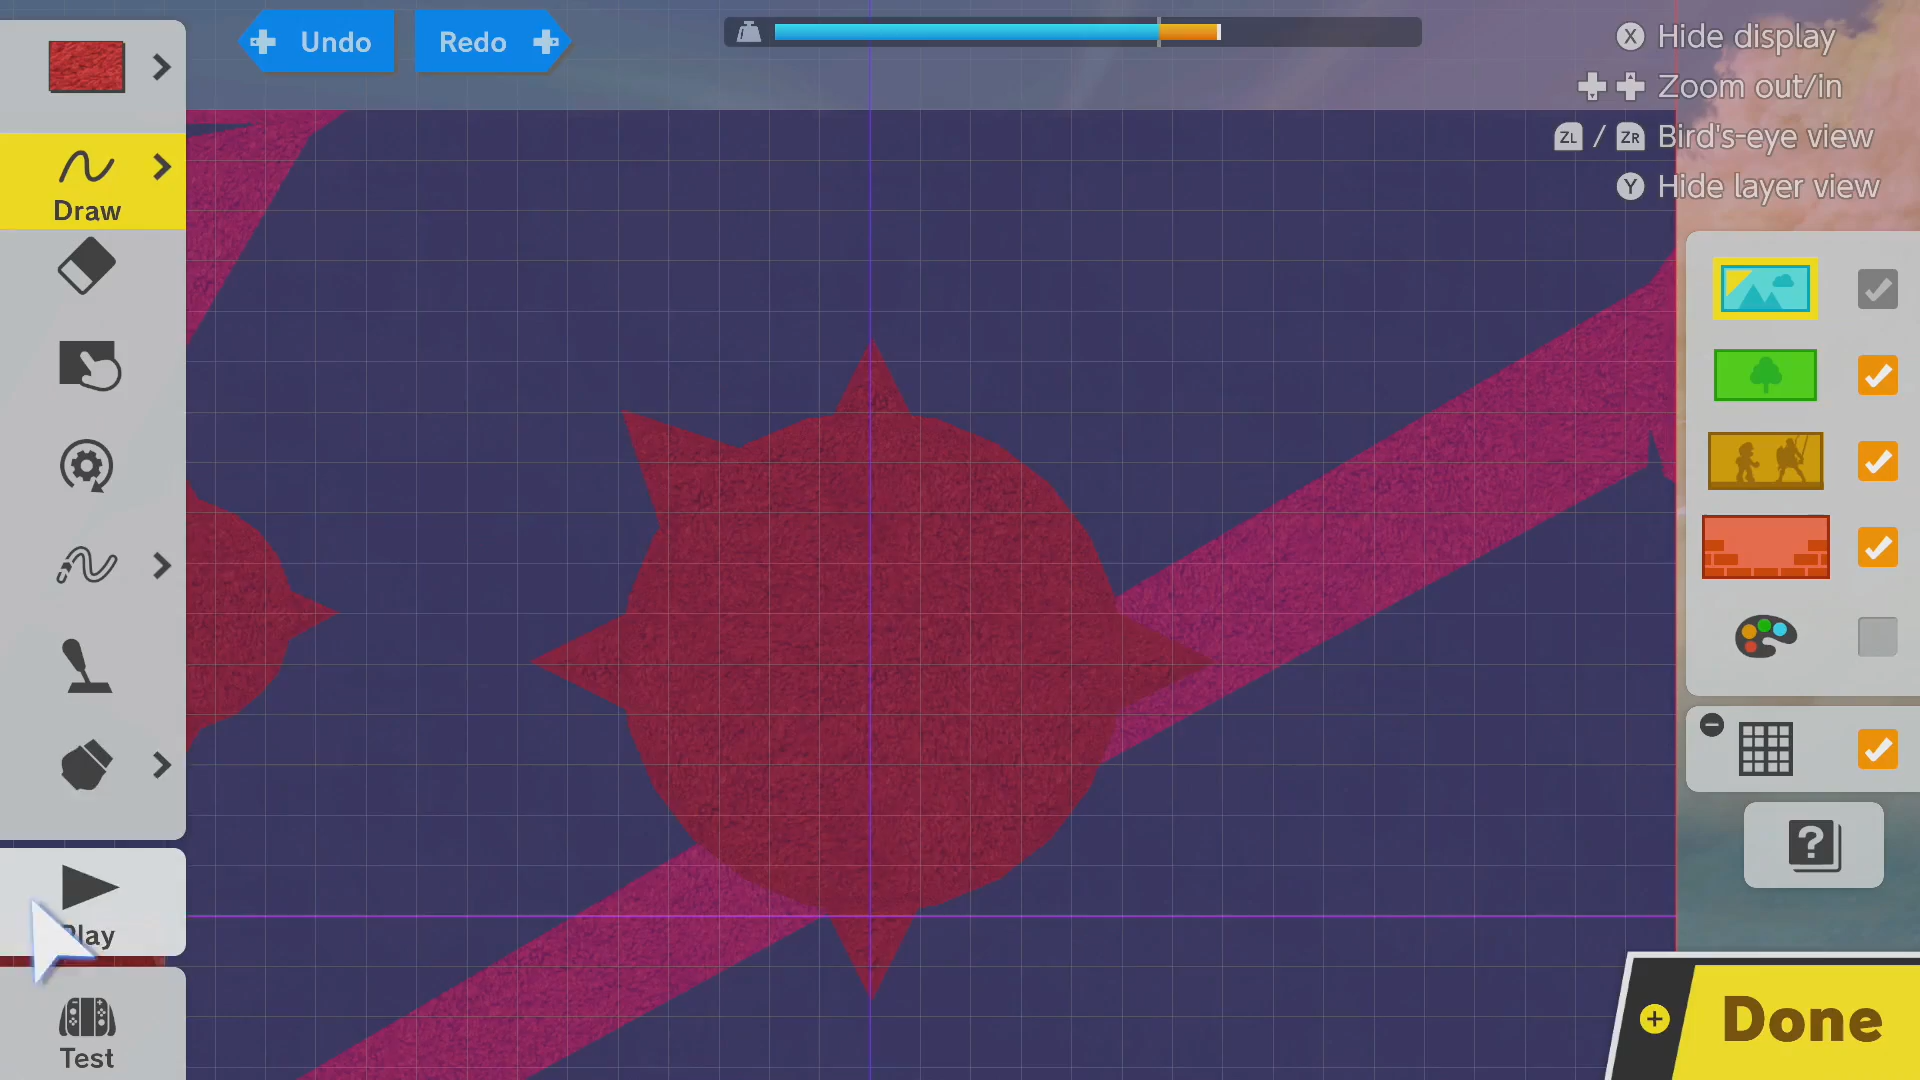 Undo
Redo
X Hide display
Zoom out/in
ZL / ZR Bird's-eye view
Y Hide layer view
Draw
Play
Test
?
Done